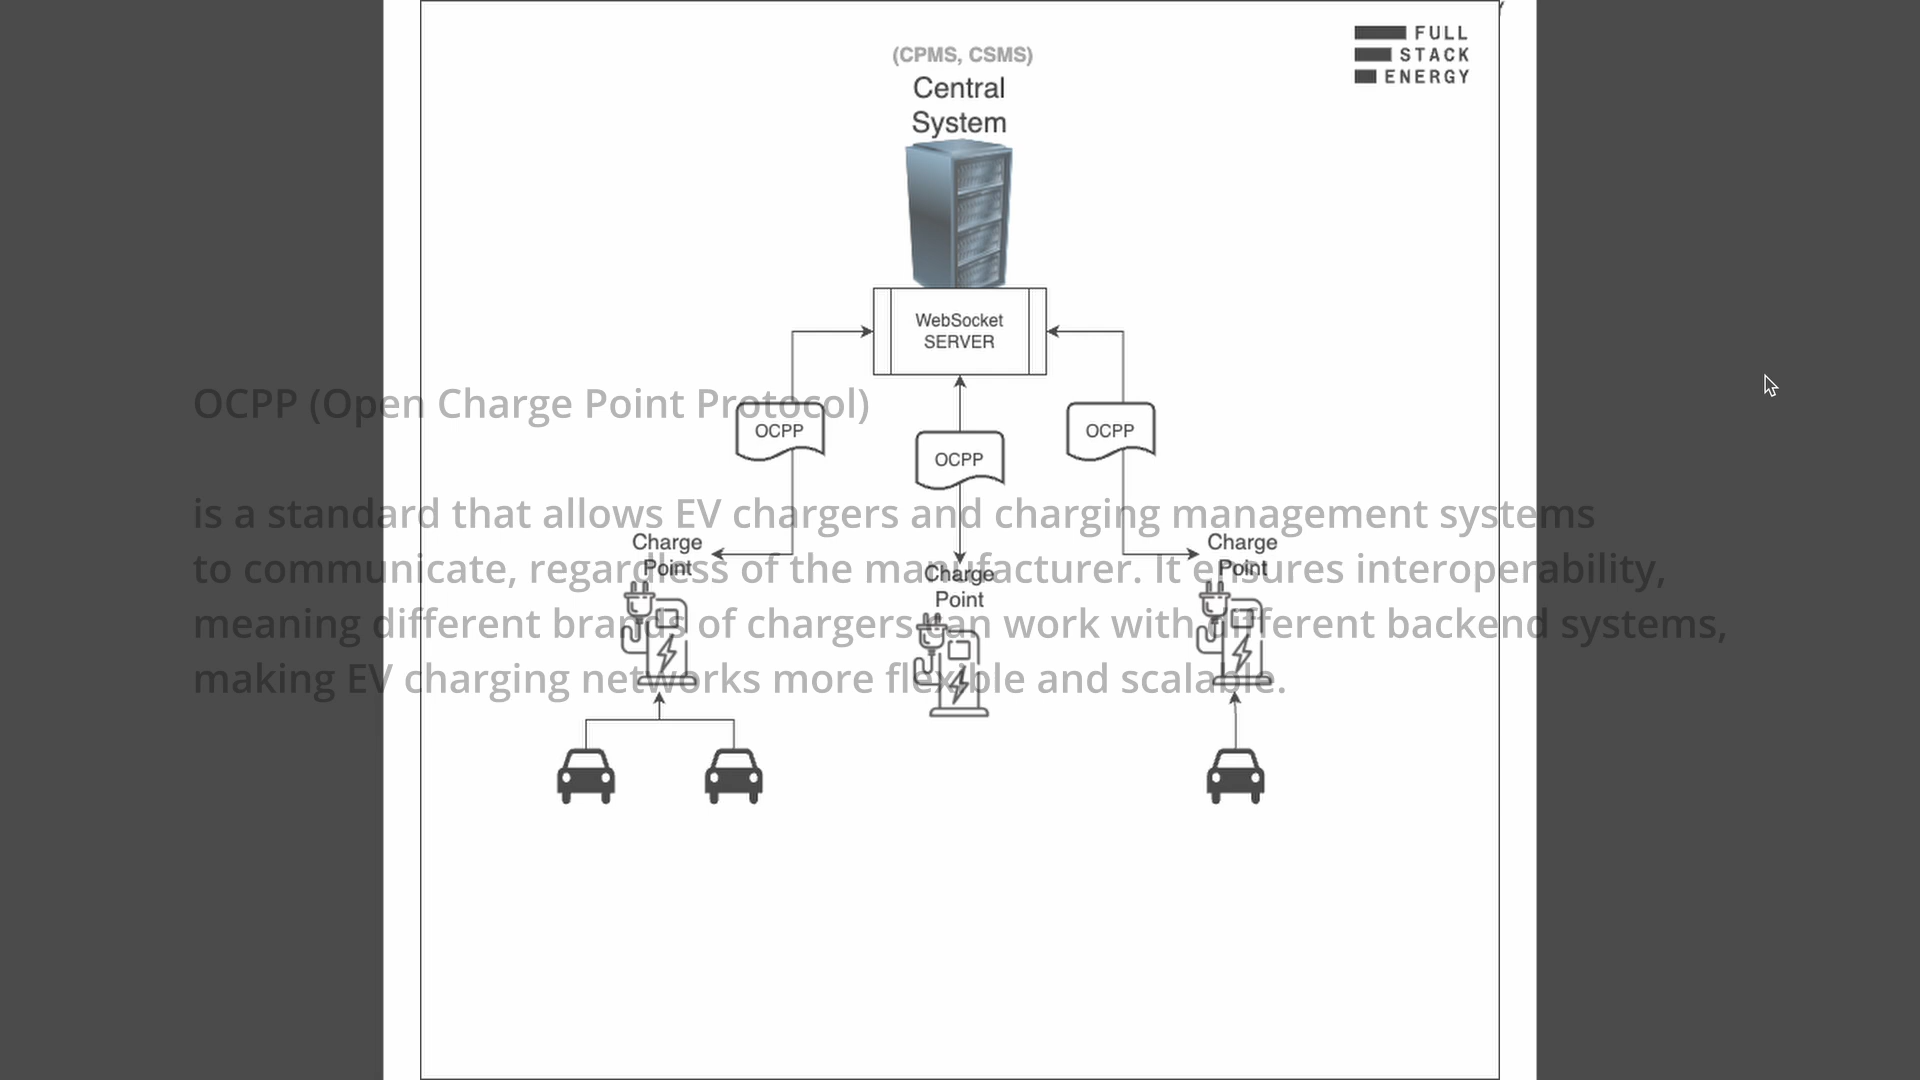 FULL
STACK
ENERGY
(CPMS, CSMS)
Central
System
WebSocket
SERVER
OCPP (Open Charge Point Protocol)
OCPP
OCPP
OCPP
is a standard that allows EV chargers and charging management systems
to communicate, regardless of the manufacturer. It ensures interoperability,
meaning different brands of chargers can work with different backend systems,
making EV charging networks more flexible and scalable.
Charge
Point
Charge
Point
Charge
Point